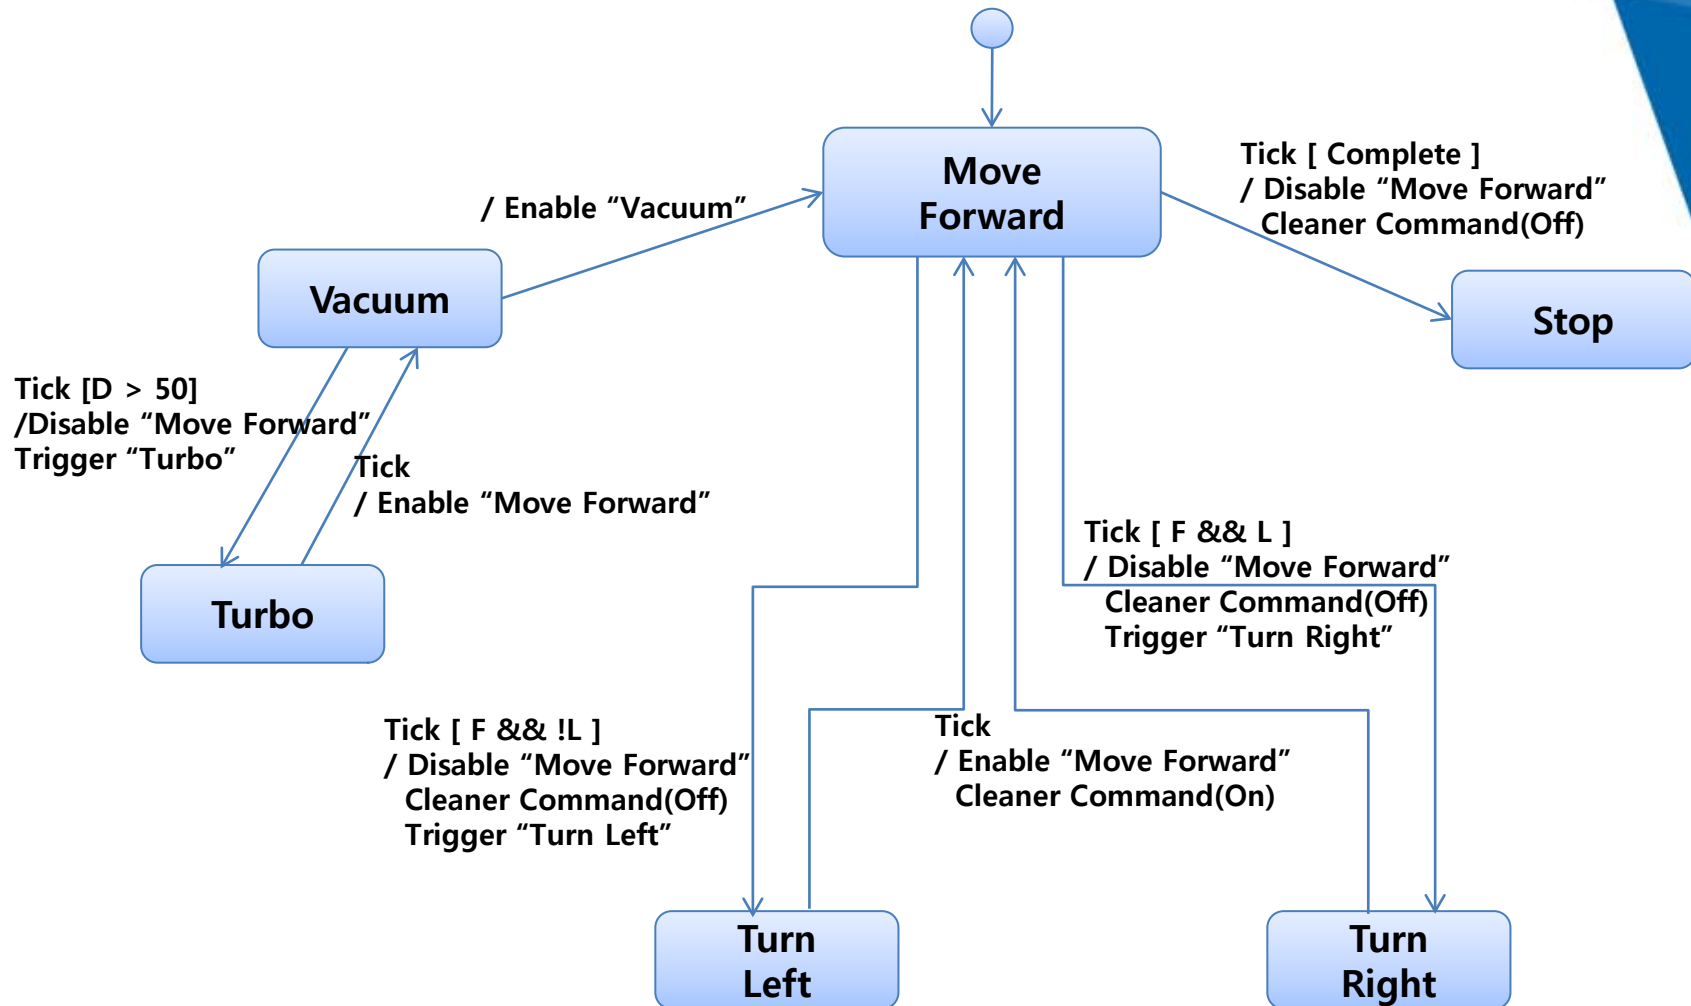 Move
Forward
Tick [ Complete ]
/ Disable “Move Forward”
Cleaner Command(Off)
/ Enable “Vacuum”
Vacuum
Stop
Tick [D > 50]
/Disable “Move Forward”
Trigger “Turbo”
Tick
/ Enable “Move Forward”
Turbo
Tick [ F && L ]
/ Disable “Move Forward”
Cleaner Command(Off)
Trigger “Turn Right”
Tick [ F && !L ]
/ Disable “Move Forward”
Cleaner Command(Off)
Trigger “Turn Left”
Tick
/ Enable “Move Forward”
Cleaner Command(On)
Turn
Left
Turn
Right